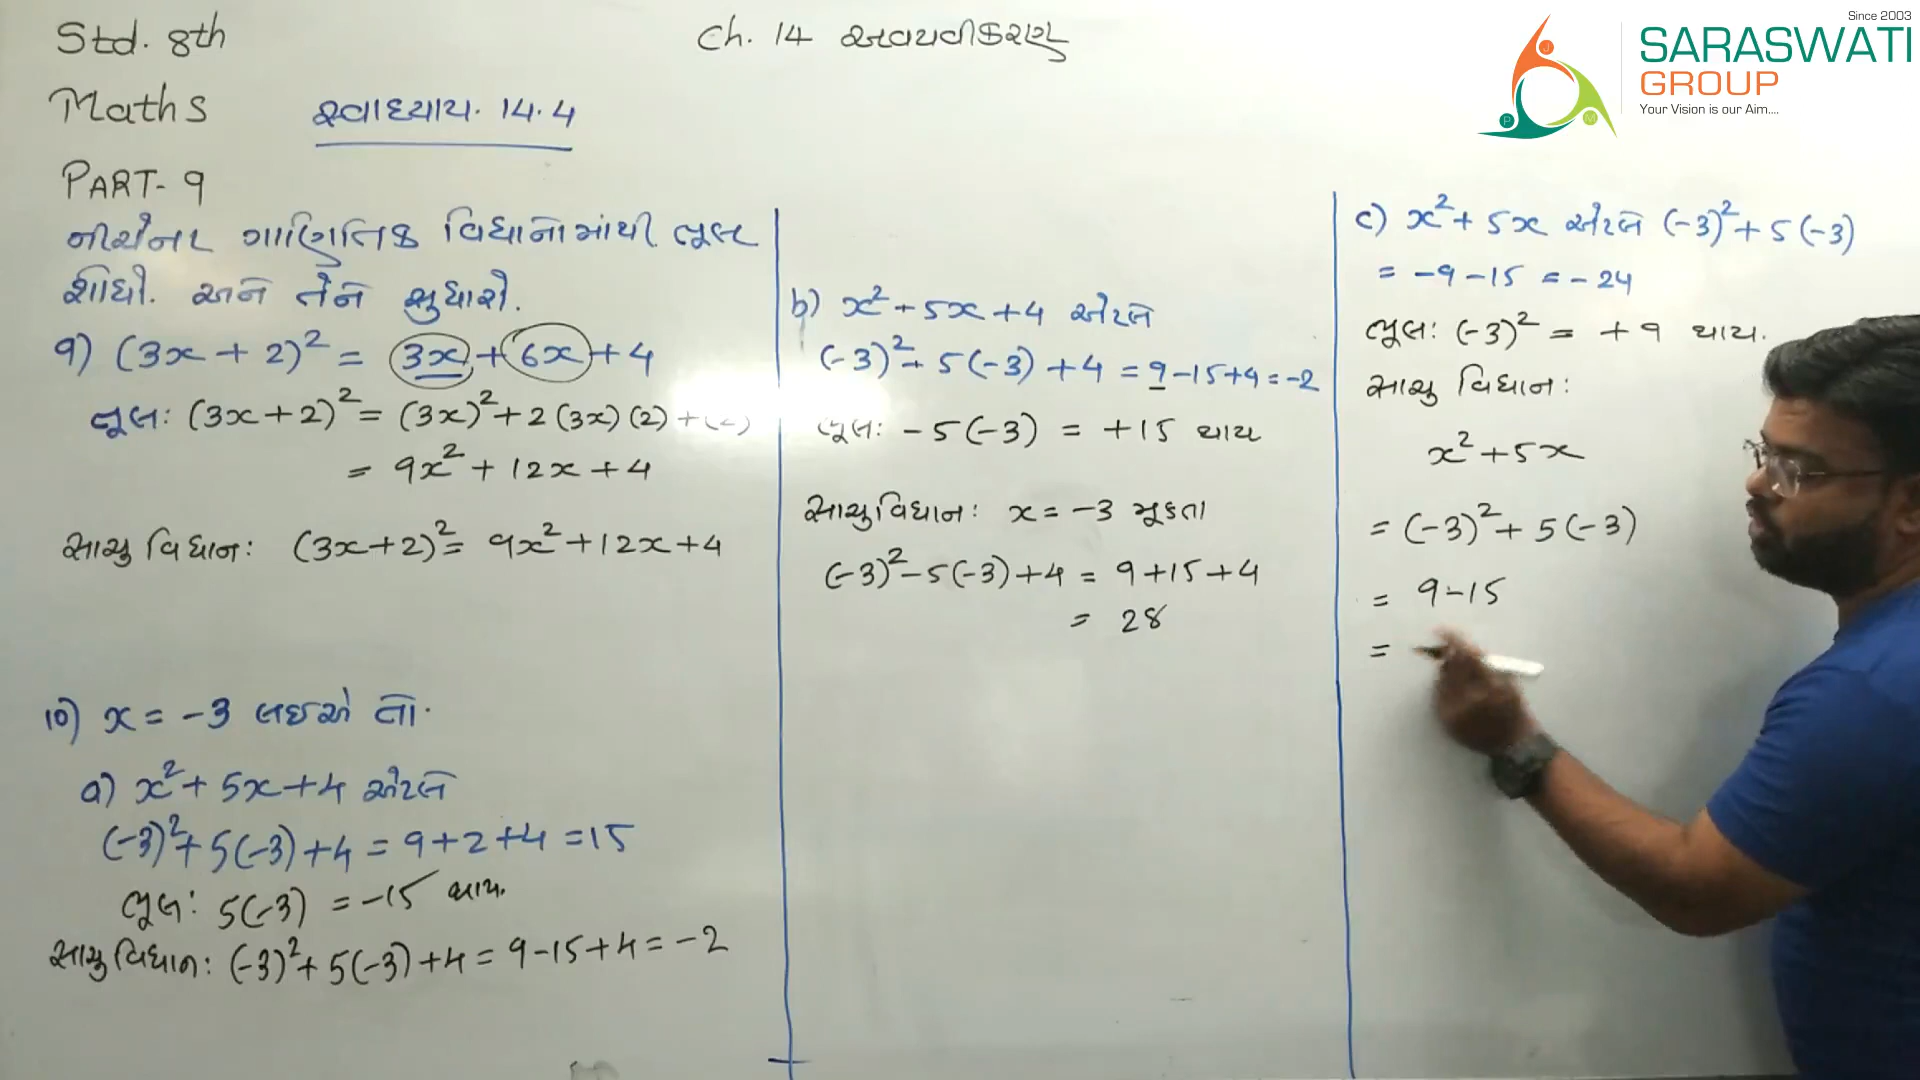 Std. 8th
Ch. 14 અવયવીકરણ
Since 2003
SARASWATI
GROUP
Your Vision is our Aim....
Maths
સ્વાધ્યાય. 14.4
PART- 9
નીચેના ગાણિતિક વિધાનોમાંથી ભૂલ
શોધો. અને તેને સુધારો.
9) (3x + 2)² = 3x + 6x + 4
ભૂલ: (3x+2)² = (3x)² + 2(3x)(2) +
= 9x² + 12x + 4
સાચુ વિધાન: (3x+2)² = 9x² + 12x + 4
10) x = -3 લઈએ તો.
a) x² + 5x + 4 એટલે
(-3)² + 5(-3) + 4 = 9 + 2 + 4 = 15
ભૂલ: 5(-3) = -15 થાય.
સાચુ વિધાન: (-3)² + 5(-3) + 4 = 9 - 15 + 4 = -2
b) x² - 5x + 4 એટલે
(-3)² - 5(-3) + 4 = 9 - 15 + 4 = -2
ભૂલ: -5(-3) = +15 થાય
સાચુ વિધાન: x = -3 મૂકતા
(-3)² - 5(-3) + 4 = 9 + 15 + 4
= 28
c) x² + 5x એટલે (-3)² + 5(-3)
= -9 - 15 = -24
ભૂલ: (-3)² = +9 થાય.
સાચુ વિધાન:
x² + 5x
= (-3)² + 5(-3)
= 9 - 15
=